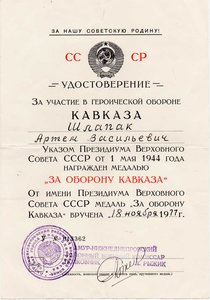 ЗА НАШУ СОВЕТСКУЮ РОДИНУ!
СС СР
УДОСТОВЕРЕНИЕ
ЗА УЧАСТИЕ В ГЕРОИЧЕСКОЙ ОБОРОНЕ
КАВКАЗА
Шлапак
Артем Васильевич
УКАЗОМ ПРЕЗИДИУМА ВЕРХОВНОГО
СОВЕТА СССР ОТ 1 МАЯ 1944 ГОДА
НАГРАЖДЕН МЕДАЛЬЮ
„ЗА ОБОРОНУ КАВКАЗА“
ОТ ИМЕНИ ПРЕЗИДИУМА ВЕРХОВНОГО
СОВЕТА СССР МЕДАЛЬ „ЗА ОБОРОНУ
КАВКАЗА“ ВРУЧЕНА 18 ноября 1977 г.